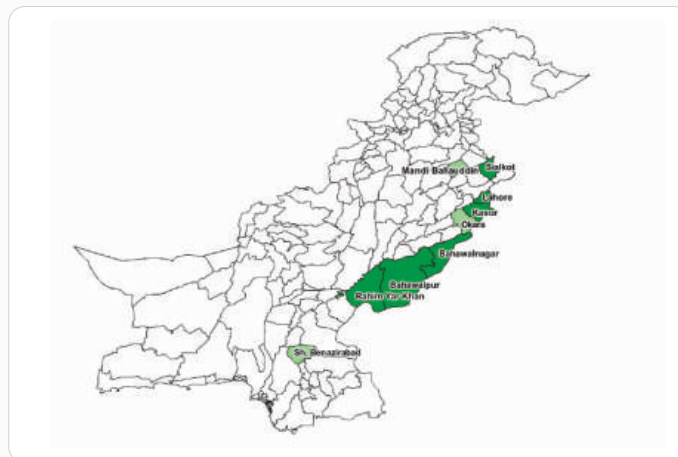 Sialkot
Mandi Bahauddin
Lahore
Kasur
Okara
Bahawalnagar
Bahawalpur
Rahim Yar Khan
Sh. Benazirabad